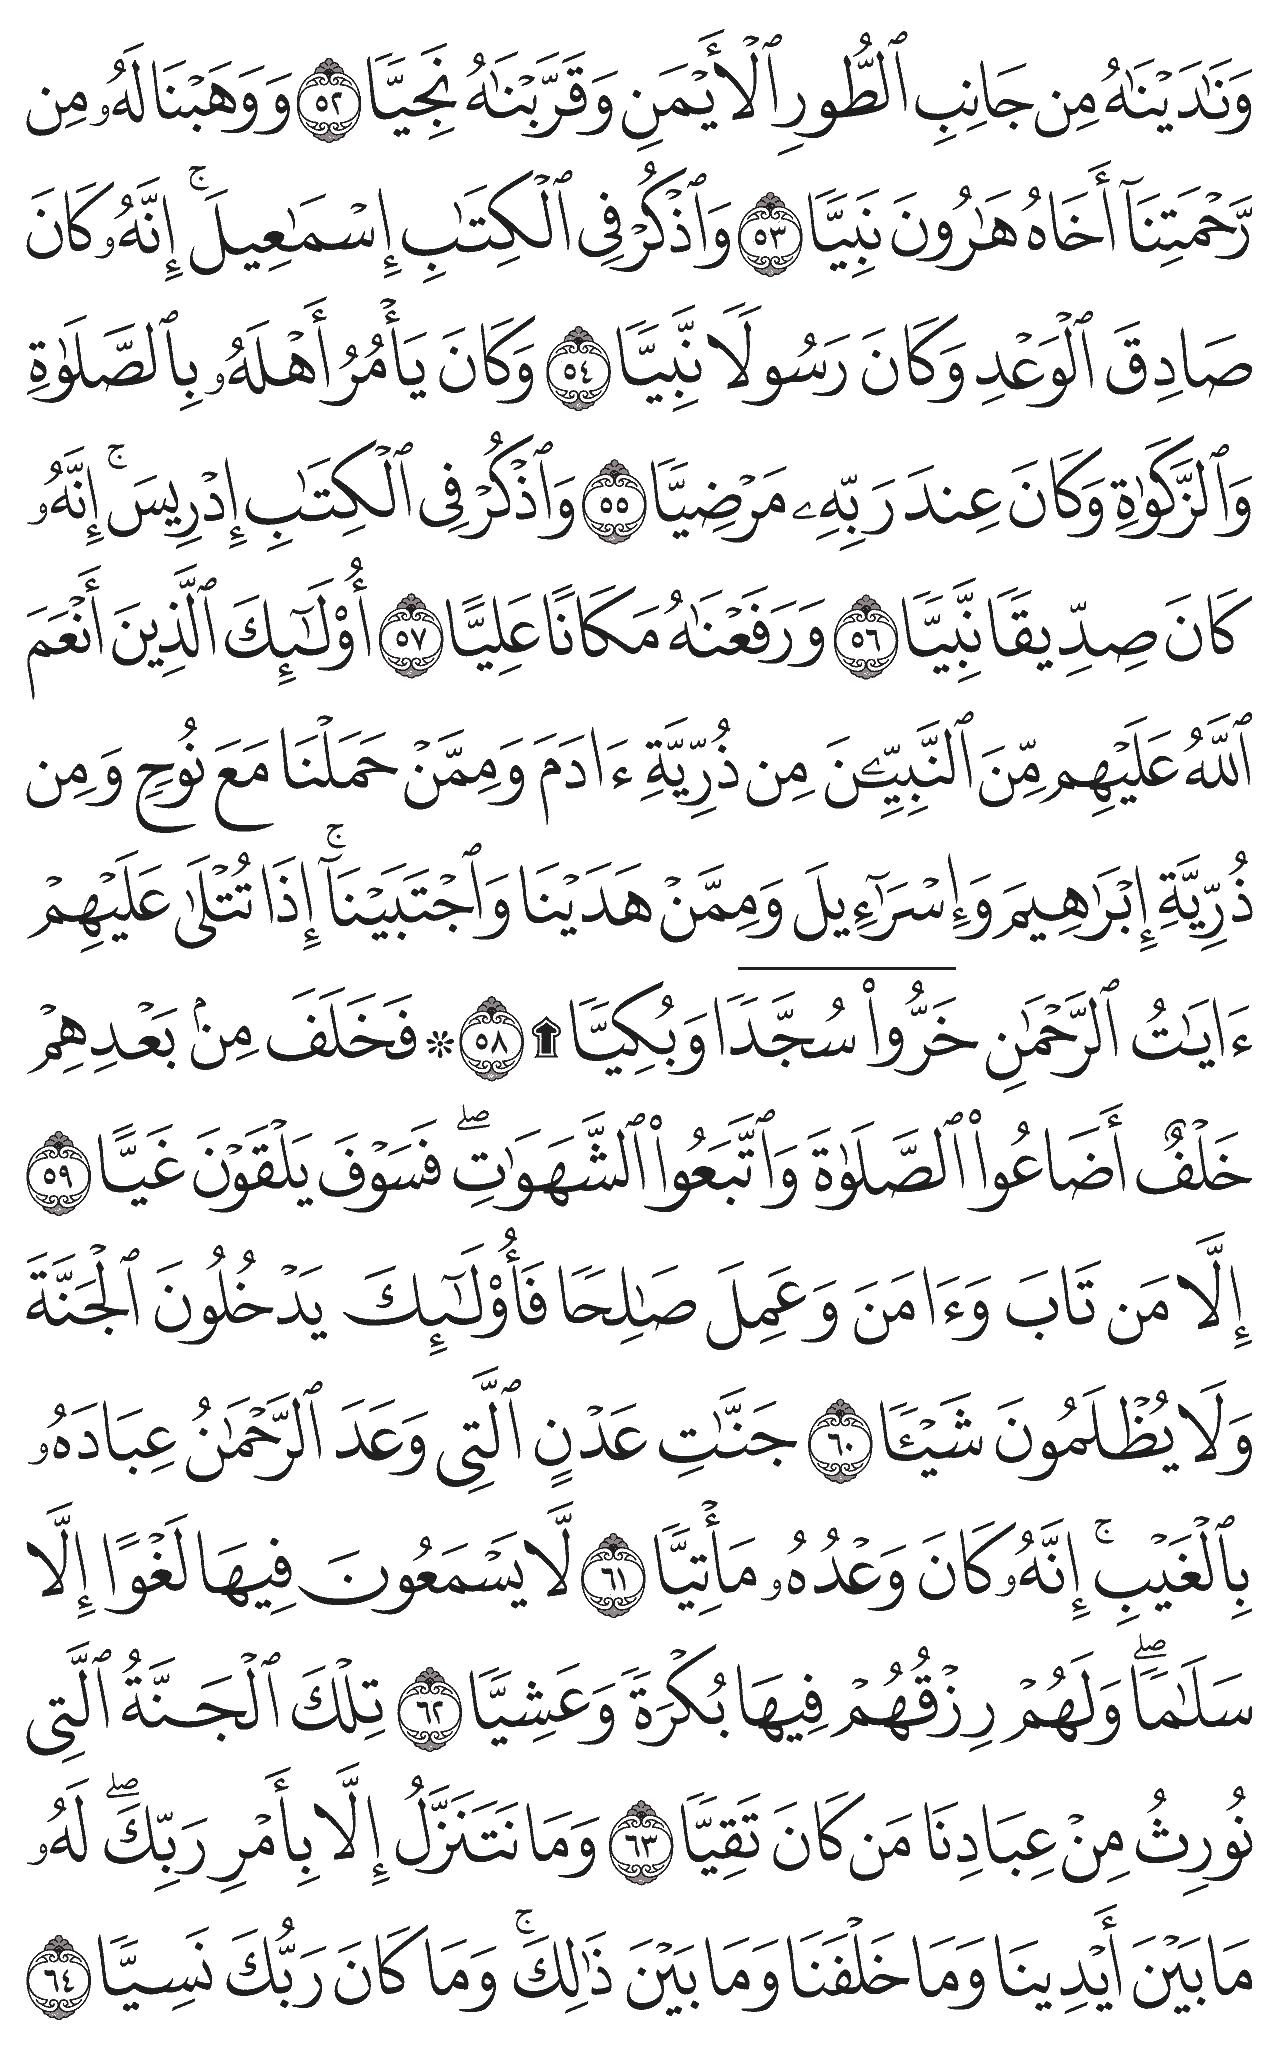 وَنَٰدَيۡنَٰهُ مِن جَانِبِ ٱلطُّورِ ٱلۡأَيۡمَنِ وَقَرَّبۡنَٰهُ نَجِيّٗا ٥٢ وَوَهَبۡنَا لَهُۥ مِن
رَّحۡمَتِنَآ أَخَاهُ هَٰرُونَ نَبِيّٗا ٥٣ وَٱذۡكُرۡ فِي ٱلۡكِتَٰبِ إِسۡمَٰعِيلَۚ إِنَّهُۥ كَانَ
صَادِقَ ٱلۡوَعۡدِ وَكَانَ رَسُولٗا نَّبِيّٗا ٥٤ وَكَانَ يَأۡمُرُ أَهۡلَهُۥ بِٱلصَّلَوٰةِ
وَٱلزَّكَوٰةِ وَكَانَ عِندَ رَبِّهِۦ مَرۡضِيّٗا ٥٥ وَٱذۡكُرۡ فِي ٱلۡكِتَٰبِ إِدۡرِيسَۚ إِنَّهُۥ
كَانَ صِدِّيقٗا نَّبِيّٗا ٥٦ وَرَفَعۡنَٰهُ مَكَانًا عَلِيًّا ٥٧ أُوْلَٰٓئِكَ ٱلَّذِينَ أَنۡعَمَ
ٱللَّهُ عَلَيۡهِم مِّنَ ٱلنَّبِيِّـۧنَ مِن ذُرِّيَّةِ ءَادَمَ وَمِمَّنۡ حَمَلۡنَا مَعَ نُوحٖ وَمِن
ذُرِّيَّةِ إِبۡرَٰهِيمَ وَإِسۡرَٰٓءِيلَ وَمِمَّنۡ هَدَيۡنَا وَٱجۡتَبَيۡنَآۚ إِذَا تُتۡلَىٰ عَلَيۡهِمۡ
ءَايَٰتُ ٱلرَّحۡمَٰنِ خَرُّواْۤ سُجَّدٗا وَبُكِيّٗا ۩ ٥٨ ۞ فَخَلَفَ مِنۢ بَعۡدِهِمۡ
خَلۡفٌ أَضَاعُواْ ٱلصَّلَوٰةَ وَٱتَّبَعُواْ ٱلشَّهَوَٰتِۖ فَسَوۡفَ يَلۡقَوۡنَ غَيًّا ٥٩
إِلَّا مَن تَابَ وَءَامَنَ وَعَمِلَ صَٰلِحٗا فَأُوْلَٰٓئِكَ يَدۡخُلُونَ ٱلۡجَنَّةَ
وَلَا يُظۡلَمُونَ شَيۡـٔٗا ٦٠ جَنَّٰتِ عَدۡنٍ ٱلَّتِي وَعَدَ ٱلرَّحۡمَٰنُ عِبَادَهُۥ
بِٱلۡغَيۡبِۚ إِنَّهُۥ كَانَ وَعۡدُهُۥ مَأۡتِيّٗا ٦١ لَّا يَسۡمَعُونَ فِيهَا لَغۡوًا إِلَّا
سَلَٰمٗاۖ وَلَهُمۡ رِزۡقُهُمۡ فِيهَا بُكۡرَةٗ وَعَشِيّٗا ٦٢ تِلۡكَ ٱلۡجَنَّةُ ٱلَّتِي
نُورِثُ مِنۡ عِبَادِنَا مَن كَانَ تَقِيّٗا ٦٣ وَمَا نَتَنَزَّلُ إِلَّا بِأَمۡرِ رَبِّكَۖ لَهُۥ
مَا بَيۡنَ أَيۡدِينَا وَمَا خَلۡفَنَا وَمَا بَيۡنَ ذَٰلِكَۚ وَمَا كَانَ رَبُّكَ نَسِيّٗا ٦٤